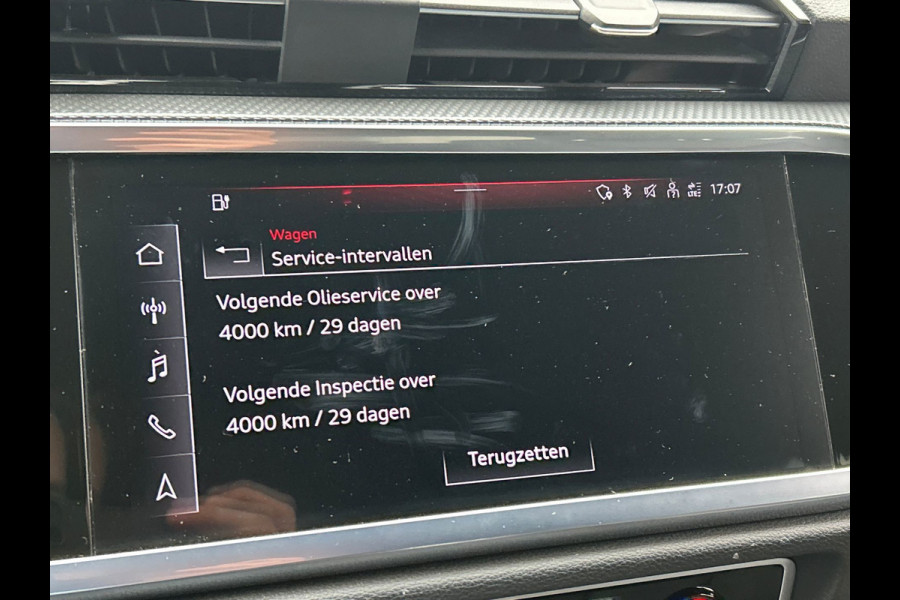 17:07
Wagen
Service-intervallen
Volgende Olieservice over
4000 km / 29 dagen
Volgende Inspectie over
4000 km / 29 dagen
Terugzetten